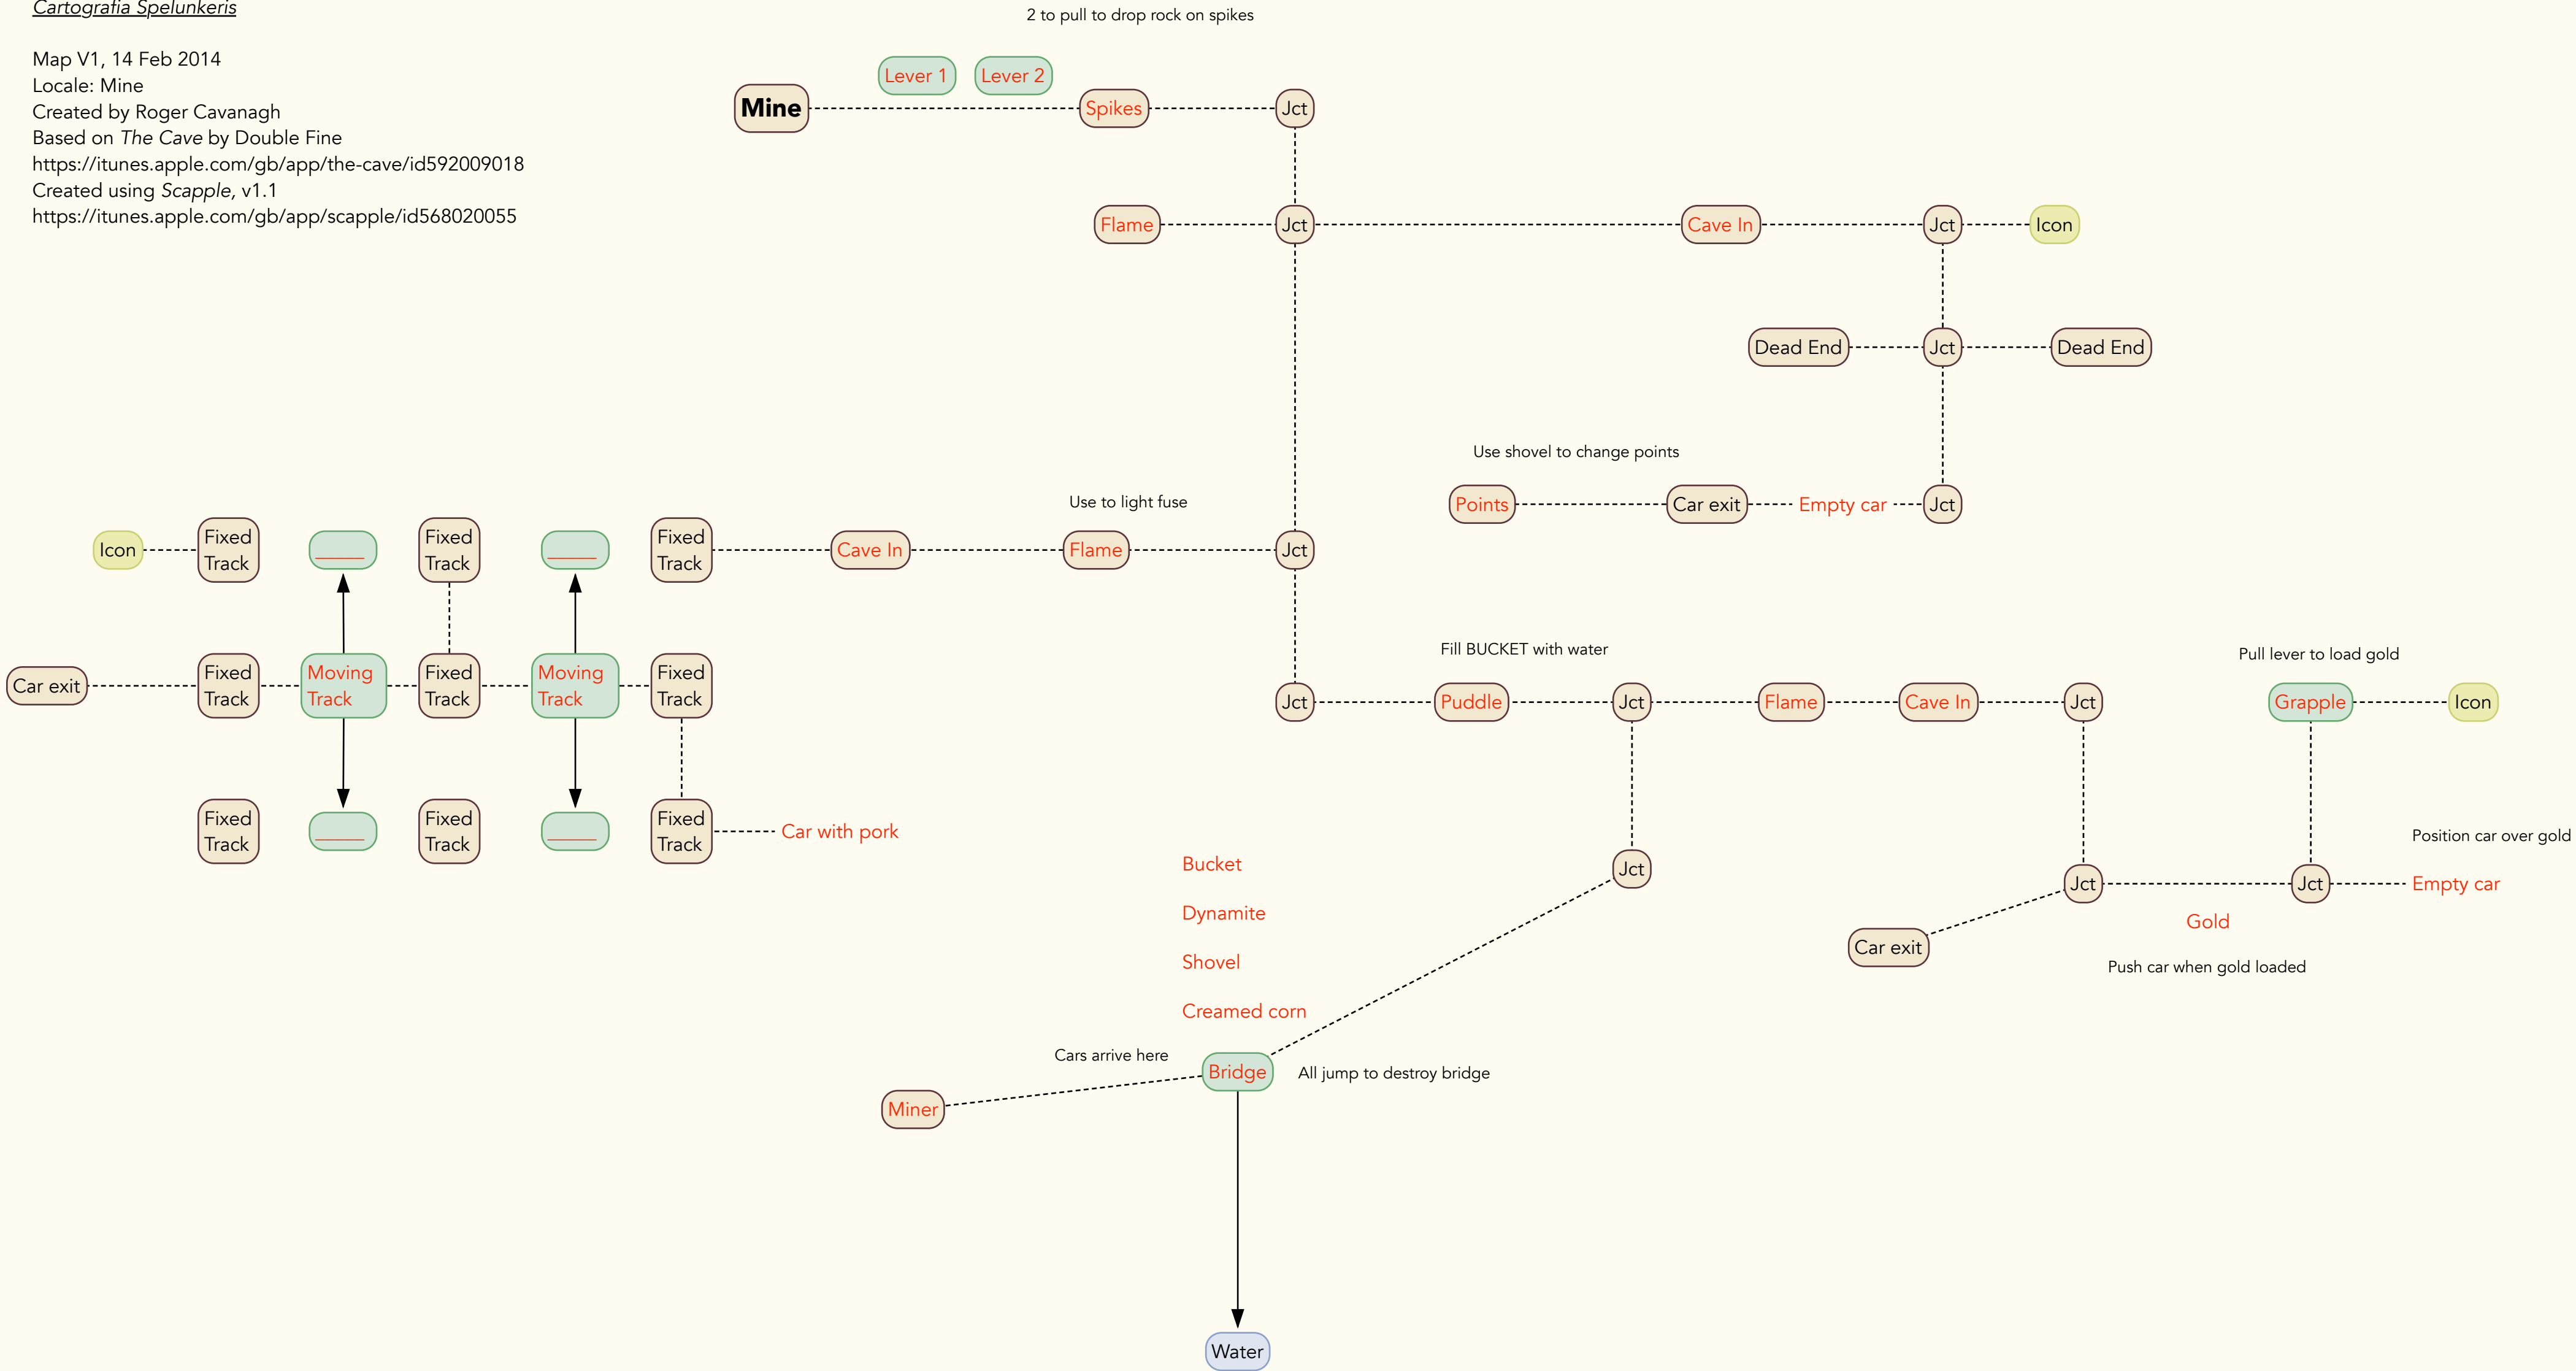 Cartografia Spelunkeris
Map V1, 14 Feb 2014
Locale: Mine
Created by Roger Cavanagh
Based on The Cave by Double Fine
https://itunes.apple.com/gb/app/the-cave/id592009018
Created using Scapple, v1.1
https://itunes.apple.com/gb/app/scapple/id568020055
2 to pull to drop rock on spikes
Lever 1
Lever 2
Mine
Spikes
Jct
Flame
Jct
Cave In
Jct
Icon
Dead End
Jct
Dead End
Use shovel to change points
Points
Car exit
Empty car
Jct
Use to light fuse
Icon
Fixed
Track
Fixed
Track
Fixed
Track
Cave In
Flame
Jct
Car exit
Fixed
Track
Moving
Track
Fixed
Track
Moving
Track
Fixed
Track
Fixed
Track
Fixed
Track
Fixed
Track
Car with pork
Fill BUCKET with water
Jct
Puddle
Jct
Flame
Cave In
Jct
Pull lever to load gold
Grapple
Icon
Position car over gold
Jct
Jct
Jct
Empty car
Gold
Car exit
Push car when gold loaded
Bucket
Dynamite
Shovel
Creamed corn
Cars arrive here
Bridge
All jump to destroy bridge
Miner
Water